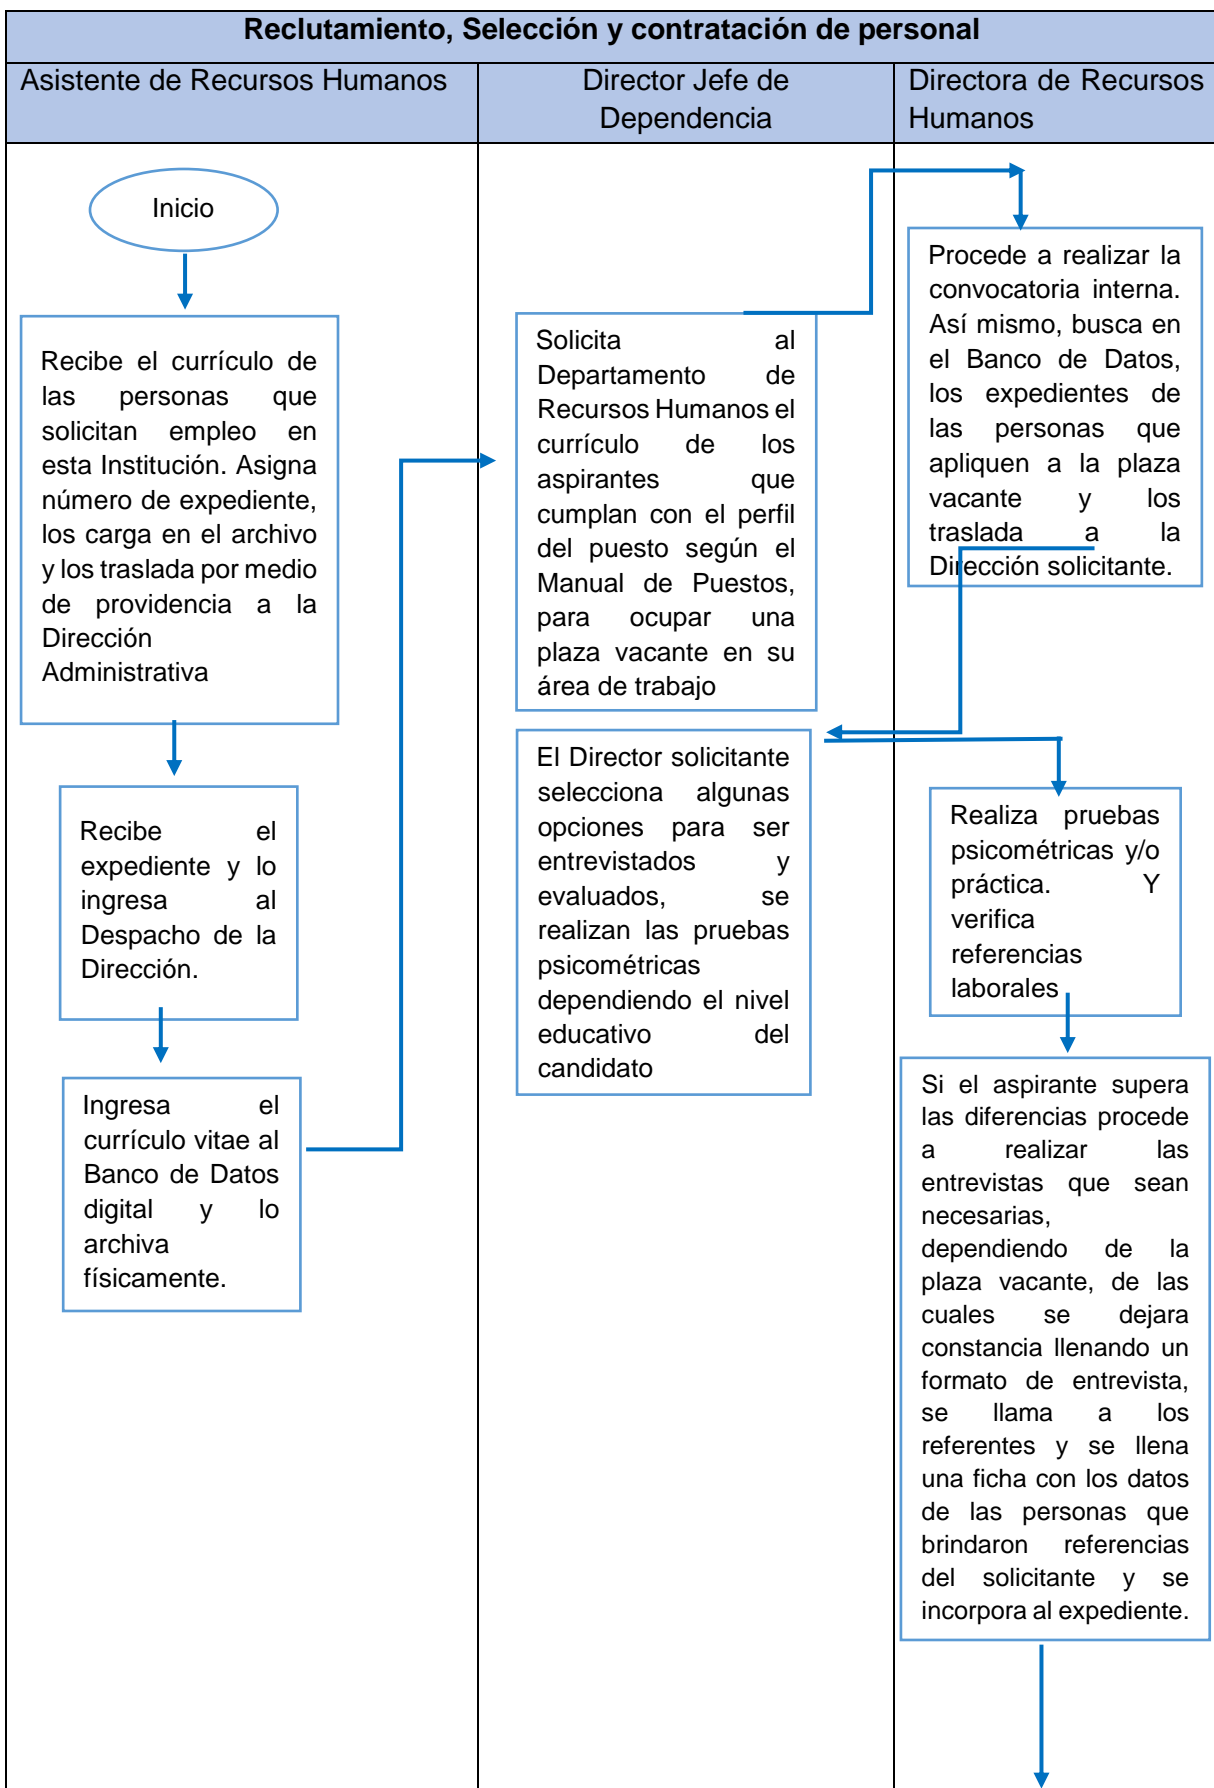 Reclutamiento, Selección y contratación de personal
Asistente de Recursos Humanos
Director Jefe de
Dependencia
Directora de Recursos
Humanos
Inicio
Recibe el currículo de
las personas que
solicitan empleo en
esta Institución. Asigna
número de expediente,
los carga en el archivo
y los traslada por medio
de providencia a la
Dirección
Administrativa
Recibe el
expediente y lo
ingresa al
Despacho de la
Dirección.
Ingresa el
currículo vitae al
Banco de Datos
digital y lo
archiva
físicamente.
Solicita al
Departamento de
Recursos Humanos el
currículo de los
aspirantes que
cumplan con el perfil
del puesto según el
Manual de Puestos,
para ocupar una
plaza vacante en su
área de trabajo
El Director solicitante
selecciona algunas
opciones para ser
entrevistados y
evaluados, se
realizan las pruebas
psicométricas
dependiendo el nivel
educativo del
candidato
Procede a realizar la
convocatoria interna.
Así mismo, busca en
el Banco de Datos,
los expedientes de
las personas que
apliquen a la plaza
vacante y los
traslada a la
Dirección solicitante.
Realiza pruebas
psicométricas y/o
práctica. Y
verifica
referencias
laborales
Si el aspirante supera
las diferencias procede
a realizar las
entrevistas que sean
necesarias,
dependiendo de la
plaza vacante, de las
cuales se dejara
constancia llenando un
formato de entrevista,
se llama a los
referentes y se llena
una ficha con los datos
de las personas que
brindaron referencias
del solicitante y se
incorpora al expediente.